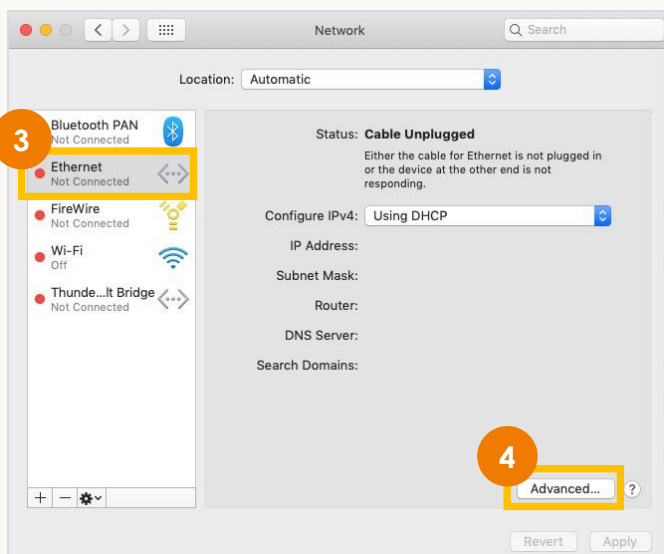 Network
Search
Location: Automatic
3
Bluetooth PAN
Not Connected
Ethernet
Not Connected
FireWire
Not Connected
Wi-Fi
Off
Thunde...lt Bridge
Not Connected
Status: Cable Unplugged
Either the cable for Ethernet is not plugged in
or the device at the other end is not
responding.
Configure IPv4: Using DHCP
IP Address:
Subnet Mask:
Router:
DNS Server:
Search Domains:
4
Advanced... ?
+ −
Revert Apply